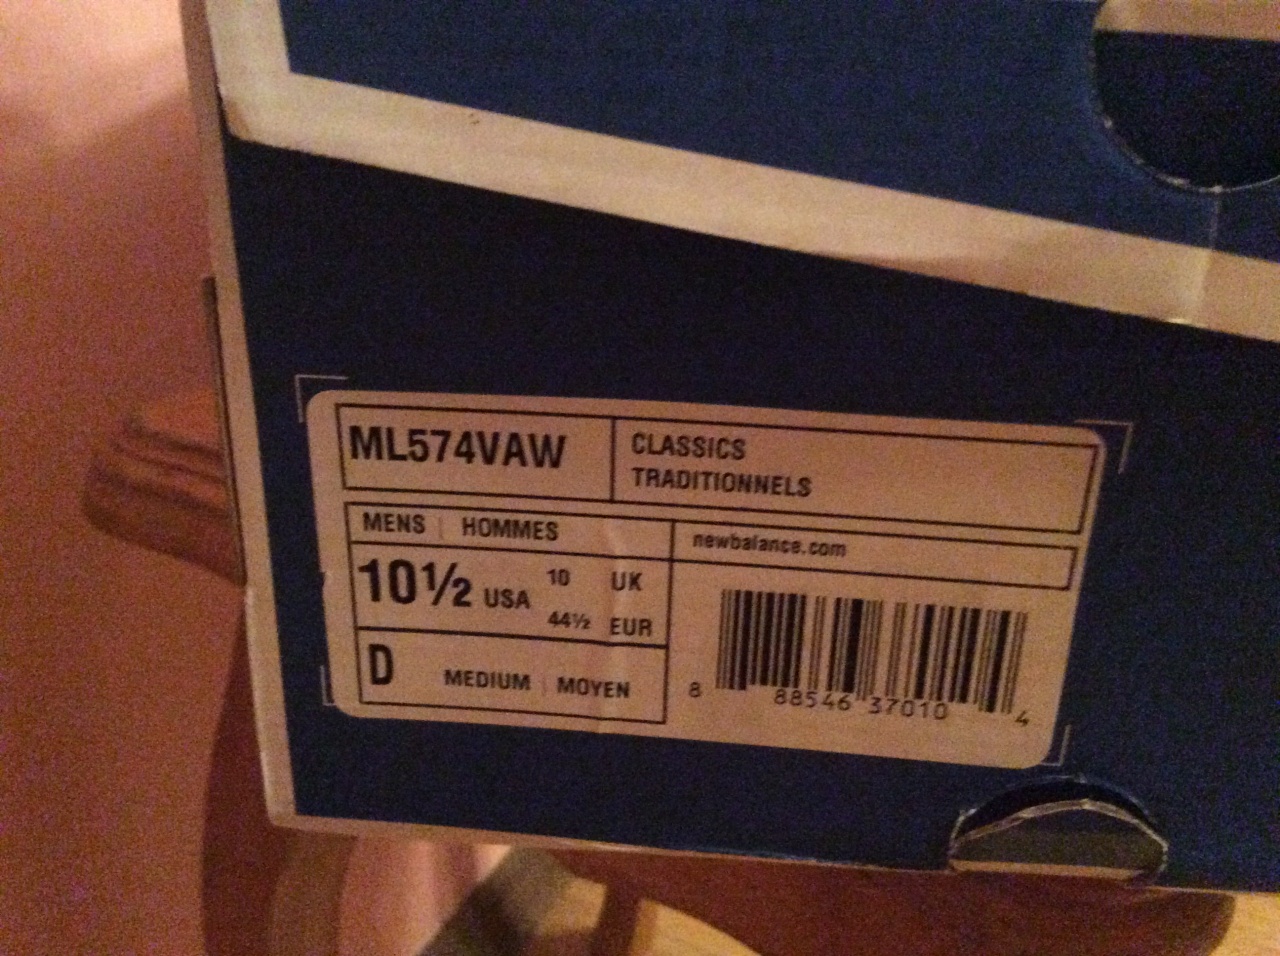 ML574VAW
CLASSICS
TRADITIONNELS
MENS | HOMMES
newbalance.com
10½ USA 10 UK
44½ EUR
D MEDIUM | MOYEN
8 88546 37010 4